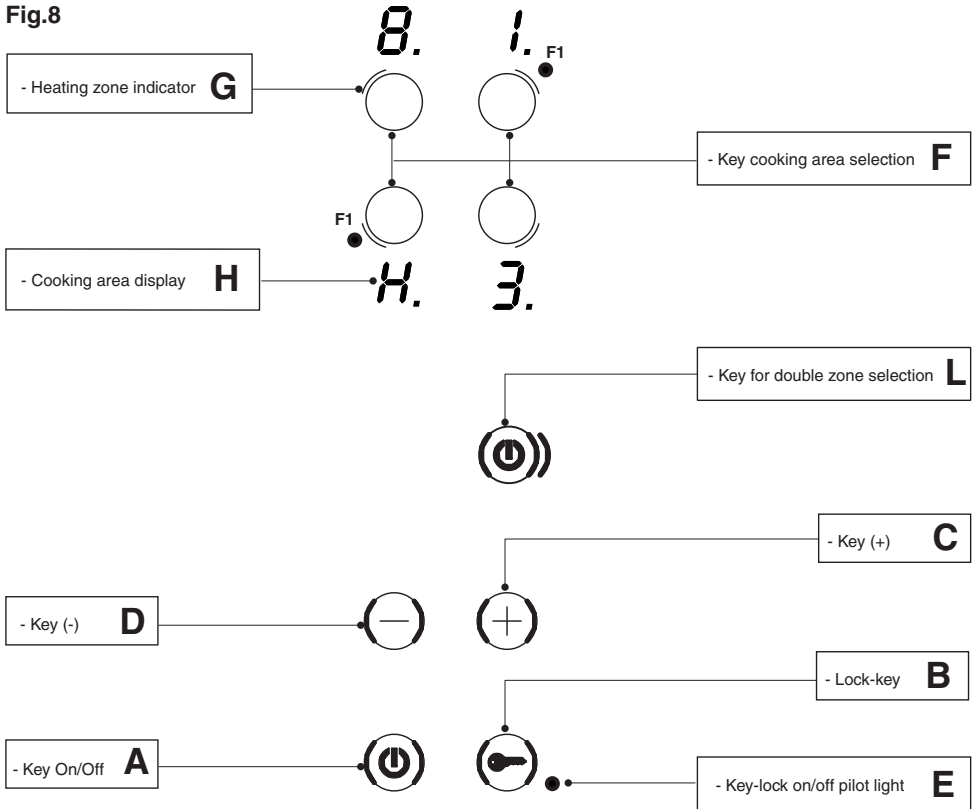 Fig.8
8. 1.
F1
- Heating zone indicator G
- Key cooking area selection F
F1
- Cooking area display H
H. 3.
- Key for double zone selection L
- Key (+) C
- Key (-) D
- Lock-key B
- Key On/Off A
- Key-lock on/off pilot light E